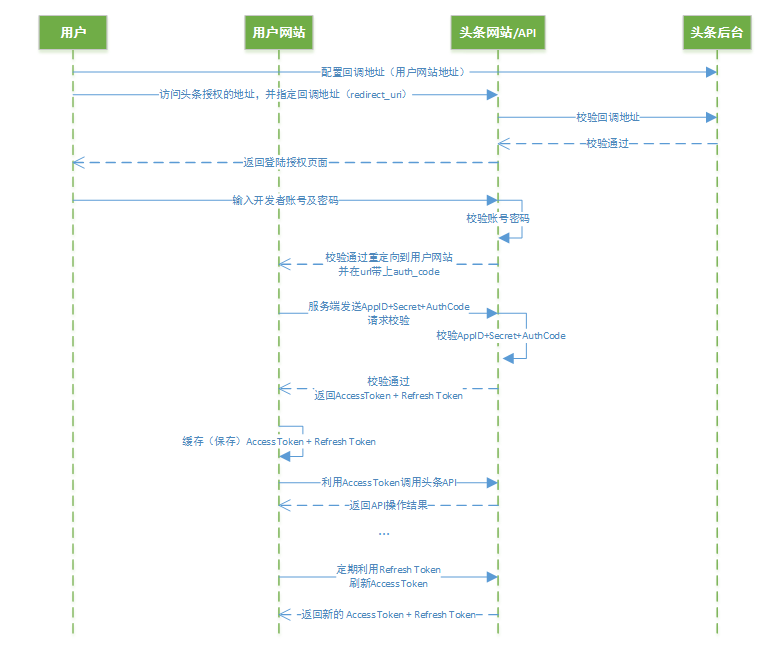 用户
用户网站
头条网站/API
头条后台
配置回调地址（用户网站地址）
访问头条授权的地址，并指定回调地址（redirect_uri）
校验回调地址
校验通过
返回登陆授权页面
输入开发者账号及密码
校验账号密码
校验通过重定向到用户网站
并在url带上auth_code
服务端发送AppID+Secret+AuthCode
请求校验
校验AppID+Secret+AuthCode
校验通过
返回AccessToken + Refresh Token
缓存（保存）AccessToken + Refresh Token
利用AccessToken调用头条API
返回API操作结果
...
定期利用Refresh Token
刷新AccessToken
返回新的 AccessToken + Refresh Token